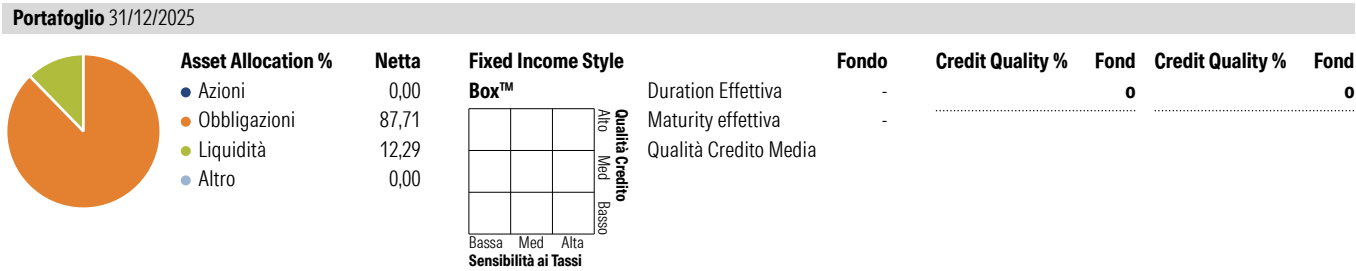 Portafoglio 31/12/2025
Asset Allocation % Netta
Azioni 0,00
Obbligazioni 87,71
Liquidità 12,29
Altro 0,00
Fixed Income Style
Box™
Alto Med Basso
Qualità Credito
Bassa Med Alta
Sensibilità ai Tassi
Fondo
Duration Effettiva -
Maturity effettiva -
Qualità Credito Media
Credit Quality % Fond
o
Credit Quality % Fond
o